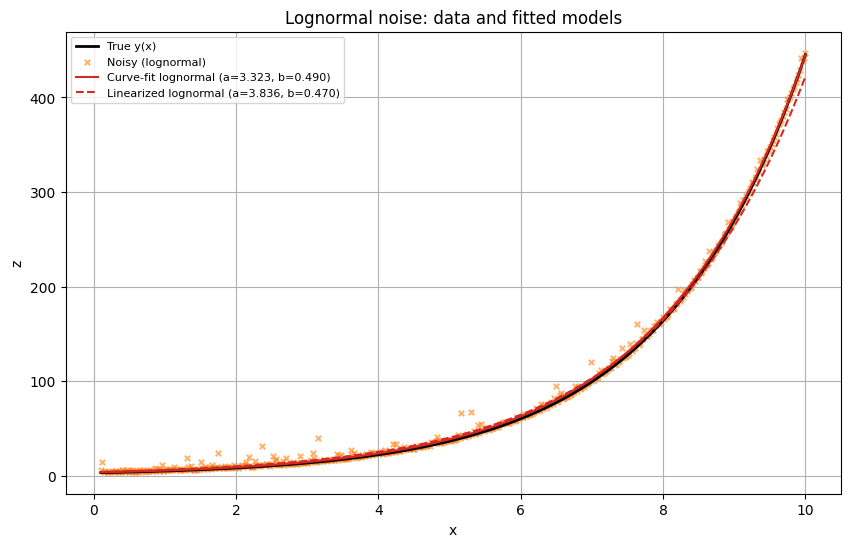 Lognormal noise: data and fitted models
True y(x)
Noisy (lognormal)
Curve-fit lognormal (a=3.323, b=0.490)
Linearized lognormal (a=3.836, b=0.470)
z
400
300
200
100
0
0 2 4 6 8 10
x